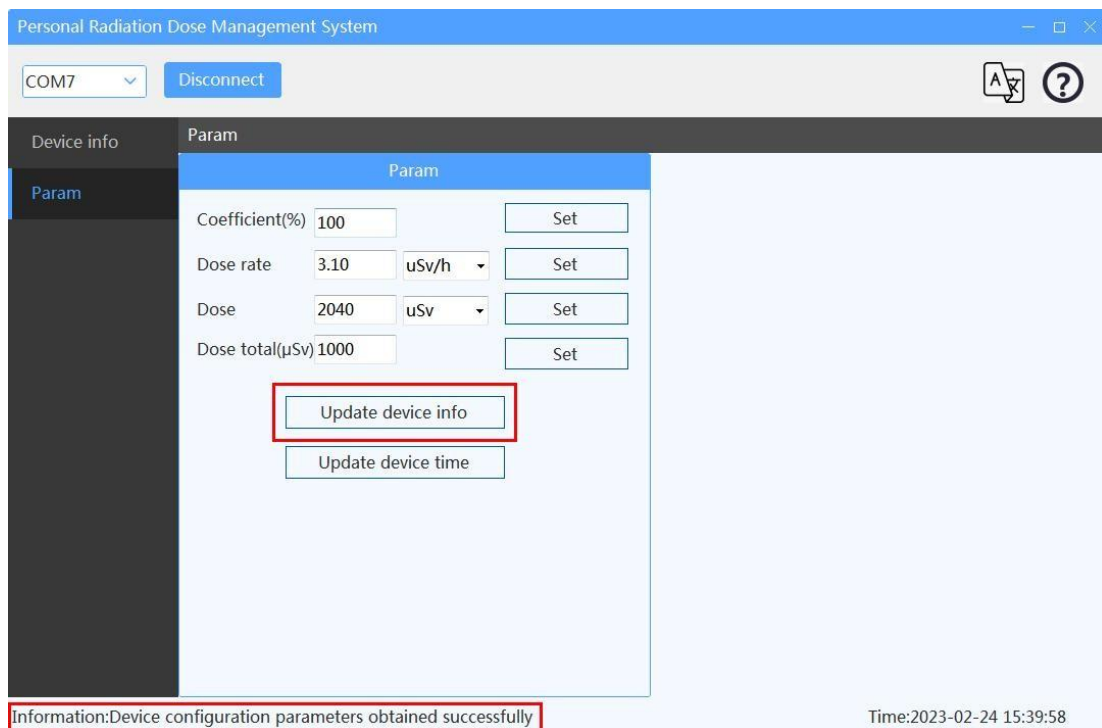 Personal Radiation Dose Management System
COM7 Disconnect
Device info
Param
Param
Param
Coefficient(%) 100 Set
Dose rate 3.10 uSv/h Set
Dose 2040 uSv Set
Dose total(μSv) 1000 Set
Update device info
Update device time
Information:Device configuration parameters obtained successfully Time:2023-02-24 15:39:58